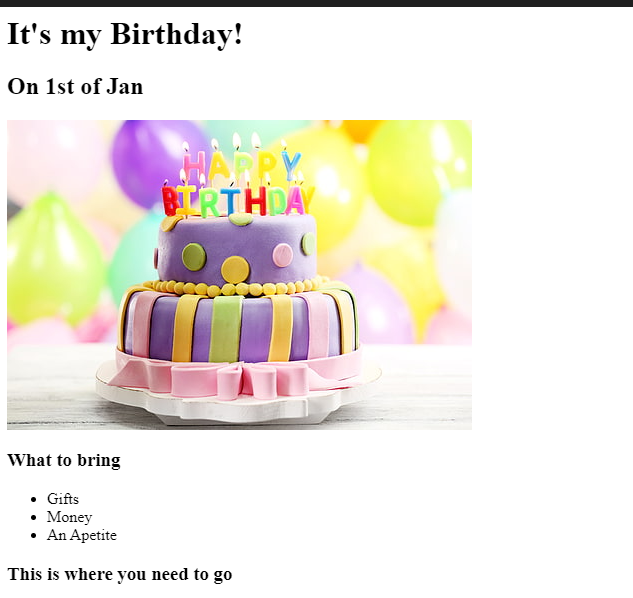 It's my Birthday!
On 1st of Jan
HAPPY
BIRTHDAY
What to bring
Gifts
Money
An Apetite
This is where you need to go